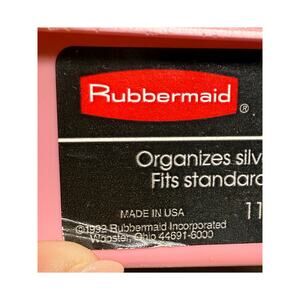 Rubbermaid ®
Organizes silv
Fits standard
MADE IN USA 11
©1992 Rubbermaid Incorporated
Wooster, Ohio 44691-6000